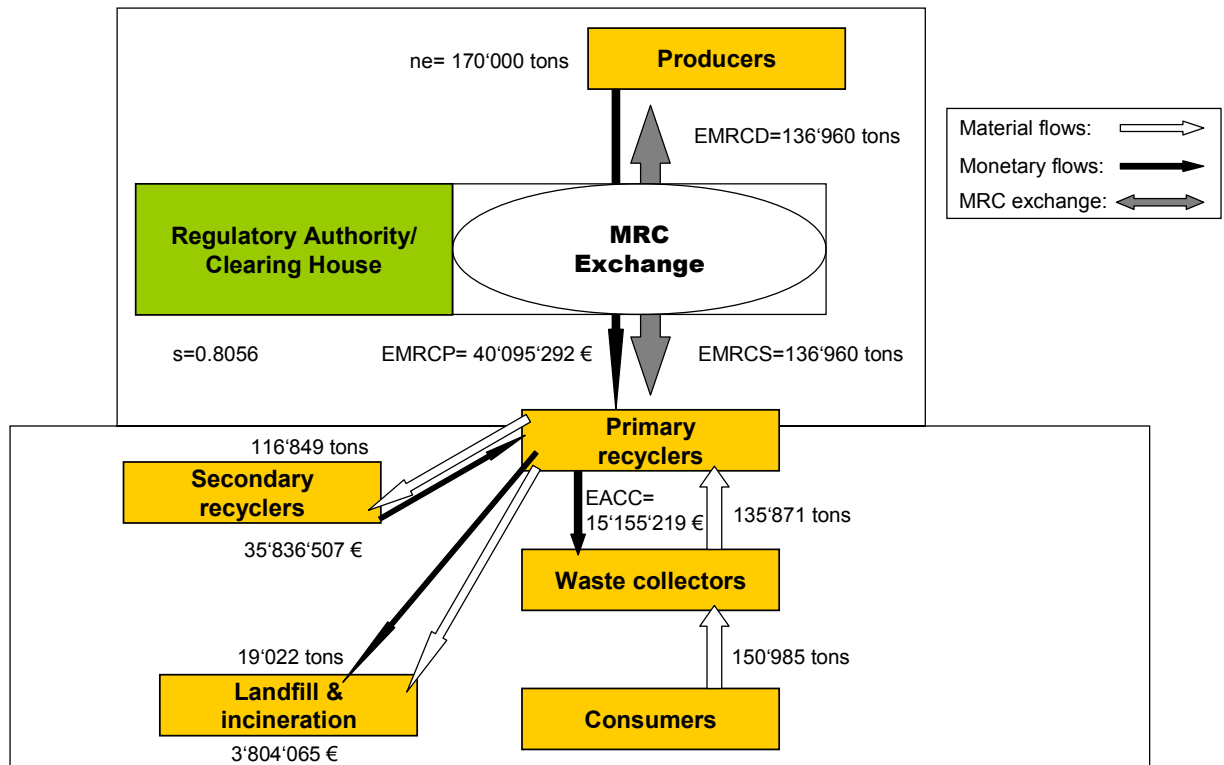 ne= 170‘000 tons
Producers
EMRCD=136‘960 tons
Material flows:
Monetary flows:
MRC exchange:
Regulatory Authority/
Clearing House
MRC
Exchange
s=0.8056
EMRCP= 40‘095‘292 €
EMRCS=136‘960 tons
Primary
recyclers
116‘849 tons
Secondary
recyclers
35‘836‘507 €
EACC=
15‘155‘219 €
135‘871 tons
Waste collectors
150‘985 tons
19‘022 tons
Landfill &
incineration
3‘804‘065 €
Consumers